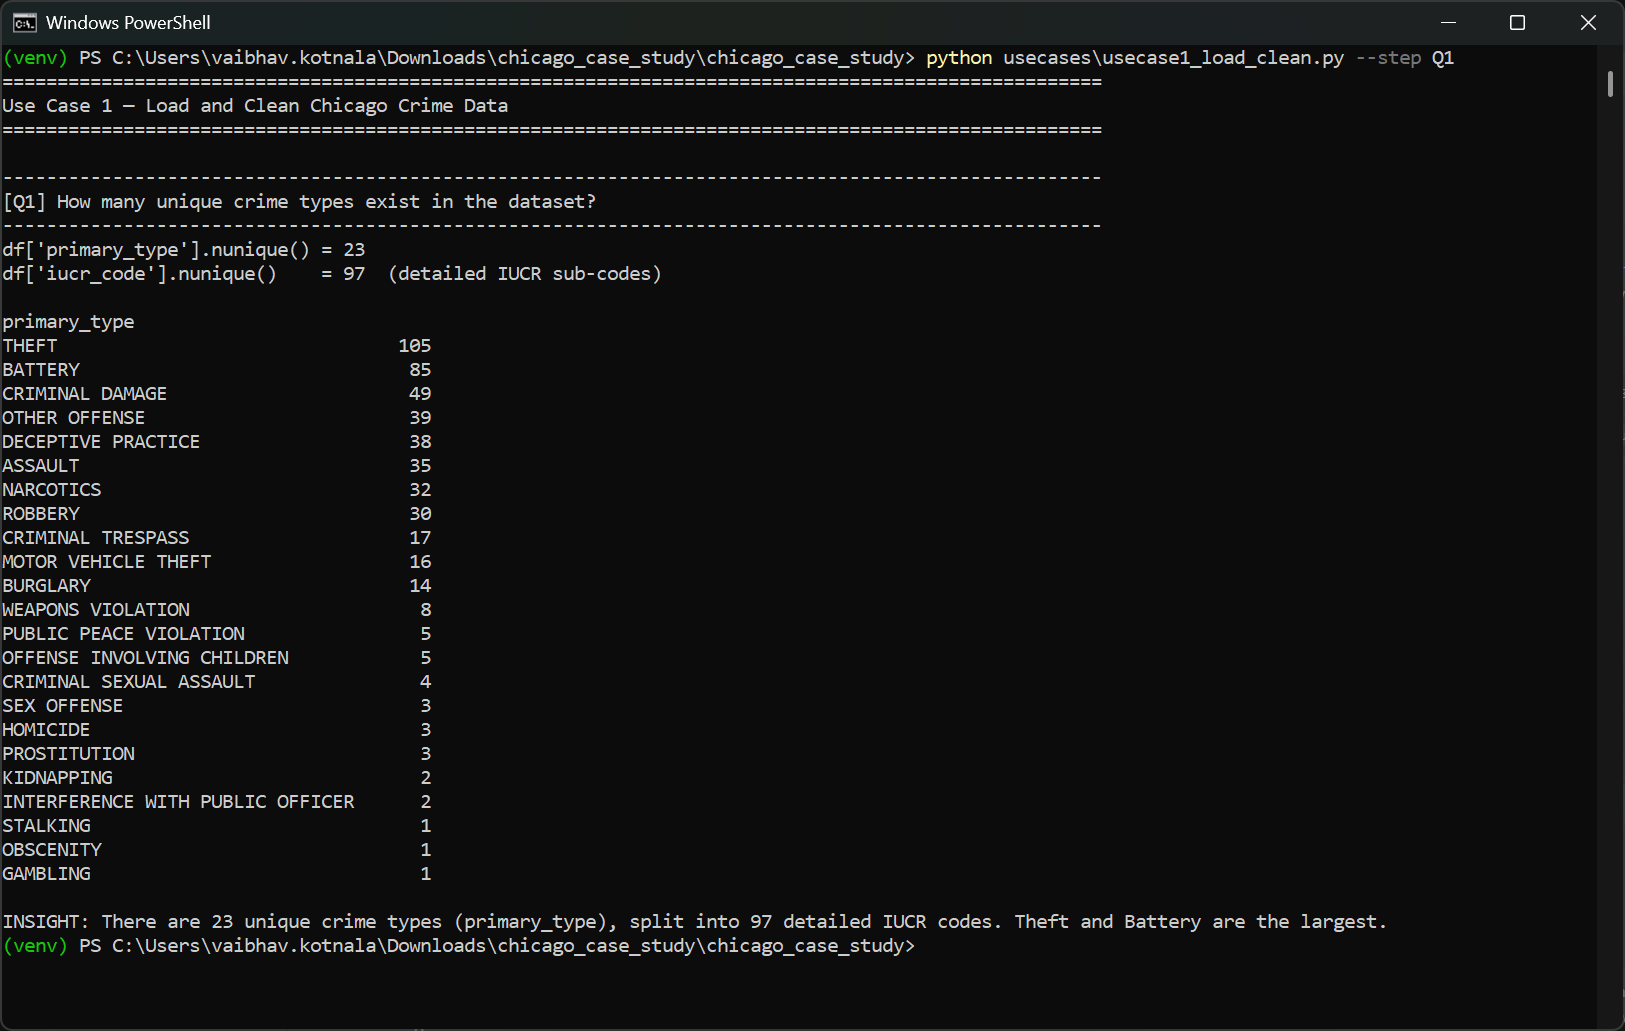 Windows PowerShell
(venv) PS C:\Users\vaibhav.kotnala\Downloads\chicago_case_study\chicago_case_study> python usecases\usecase1_load_clean.py --step Q1
====================================================================================================
Use Case 1 — Load and Clean Chicago Crime Data
====================================================================================================

----------------------------------------------------------------------------------------------------
[Q1] How many unique crime types exist in the dataset?
----------------------------------------------------------------------------------------------------
df['primary_type'].nunique() = 23
df['iucr_code'].nunique()    = 97  (detailed IUCR sub-codes)

primary_type
THEFT                               105
BATTERY                              85
CRIMINAL DAMAGE                      49
OTHER OFFENSE                        39
DECEPTIVE PRACTICE                   38
ASSAULT                              35
NARCOTICS                            32
ROBBERY                              30
CRIMINAL TRESPASS                    17
MOTOR VEHICLE THEFT                  16
BURGLARY                             14
WEAPONS VIOLATION                     8
PUBLIC PEACE VIOLATION                5
OFFENSE INVOLVING CHILDREN            5
CRIMINAL SEXUAL ASSAULT               4
SEX OFFENSE                           3
HOMICIDE                              3
PROSTITUTION                          3
KIDNAPPING                            2
INTERFERENCE WITH PUBLIC OFFICER      2
STALKING                              1
OBSCENITY                             1
GAMBLING                              1

INSIGHT: There are 23 unique crime types (primary_type), split into 97 detailed IUCR codes. Theft and Battery are the largest.
(venv) PS C:\Users\vaibhav.kotnala\Downloads\chicago_case_study\chicago_case_study>